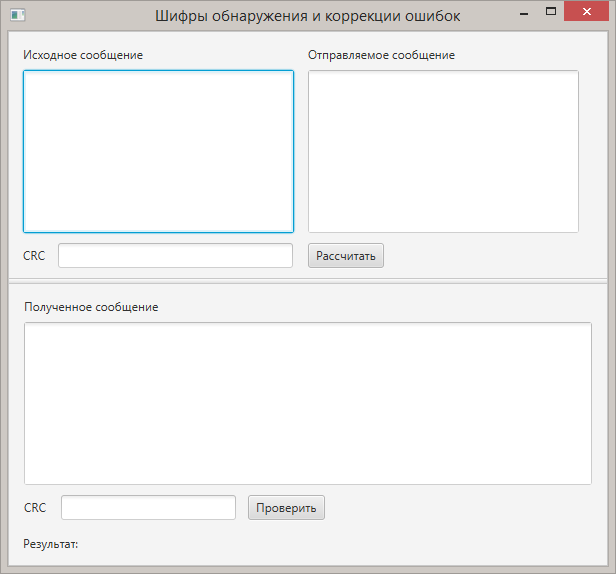 Шифры обнаружения и коррекции ошибок
Исходное сообщение
Отправляемое сообщение
CRC
Рассчитать
Полученное сообщение
CRC
Проверить
Результат: